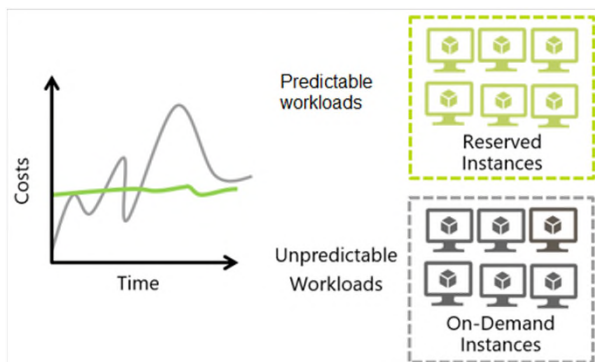 Predictable
workloads
Reserved
Instances
Costs
Time
Unpredictable
Workloads
On-Demand
Instances